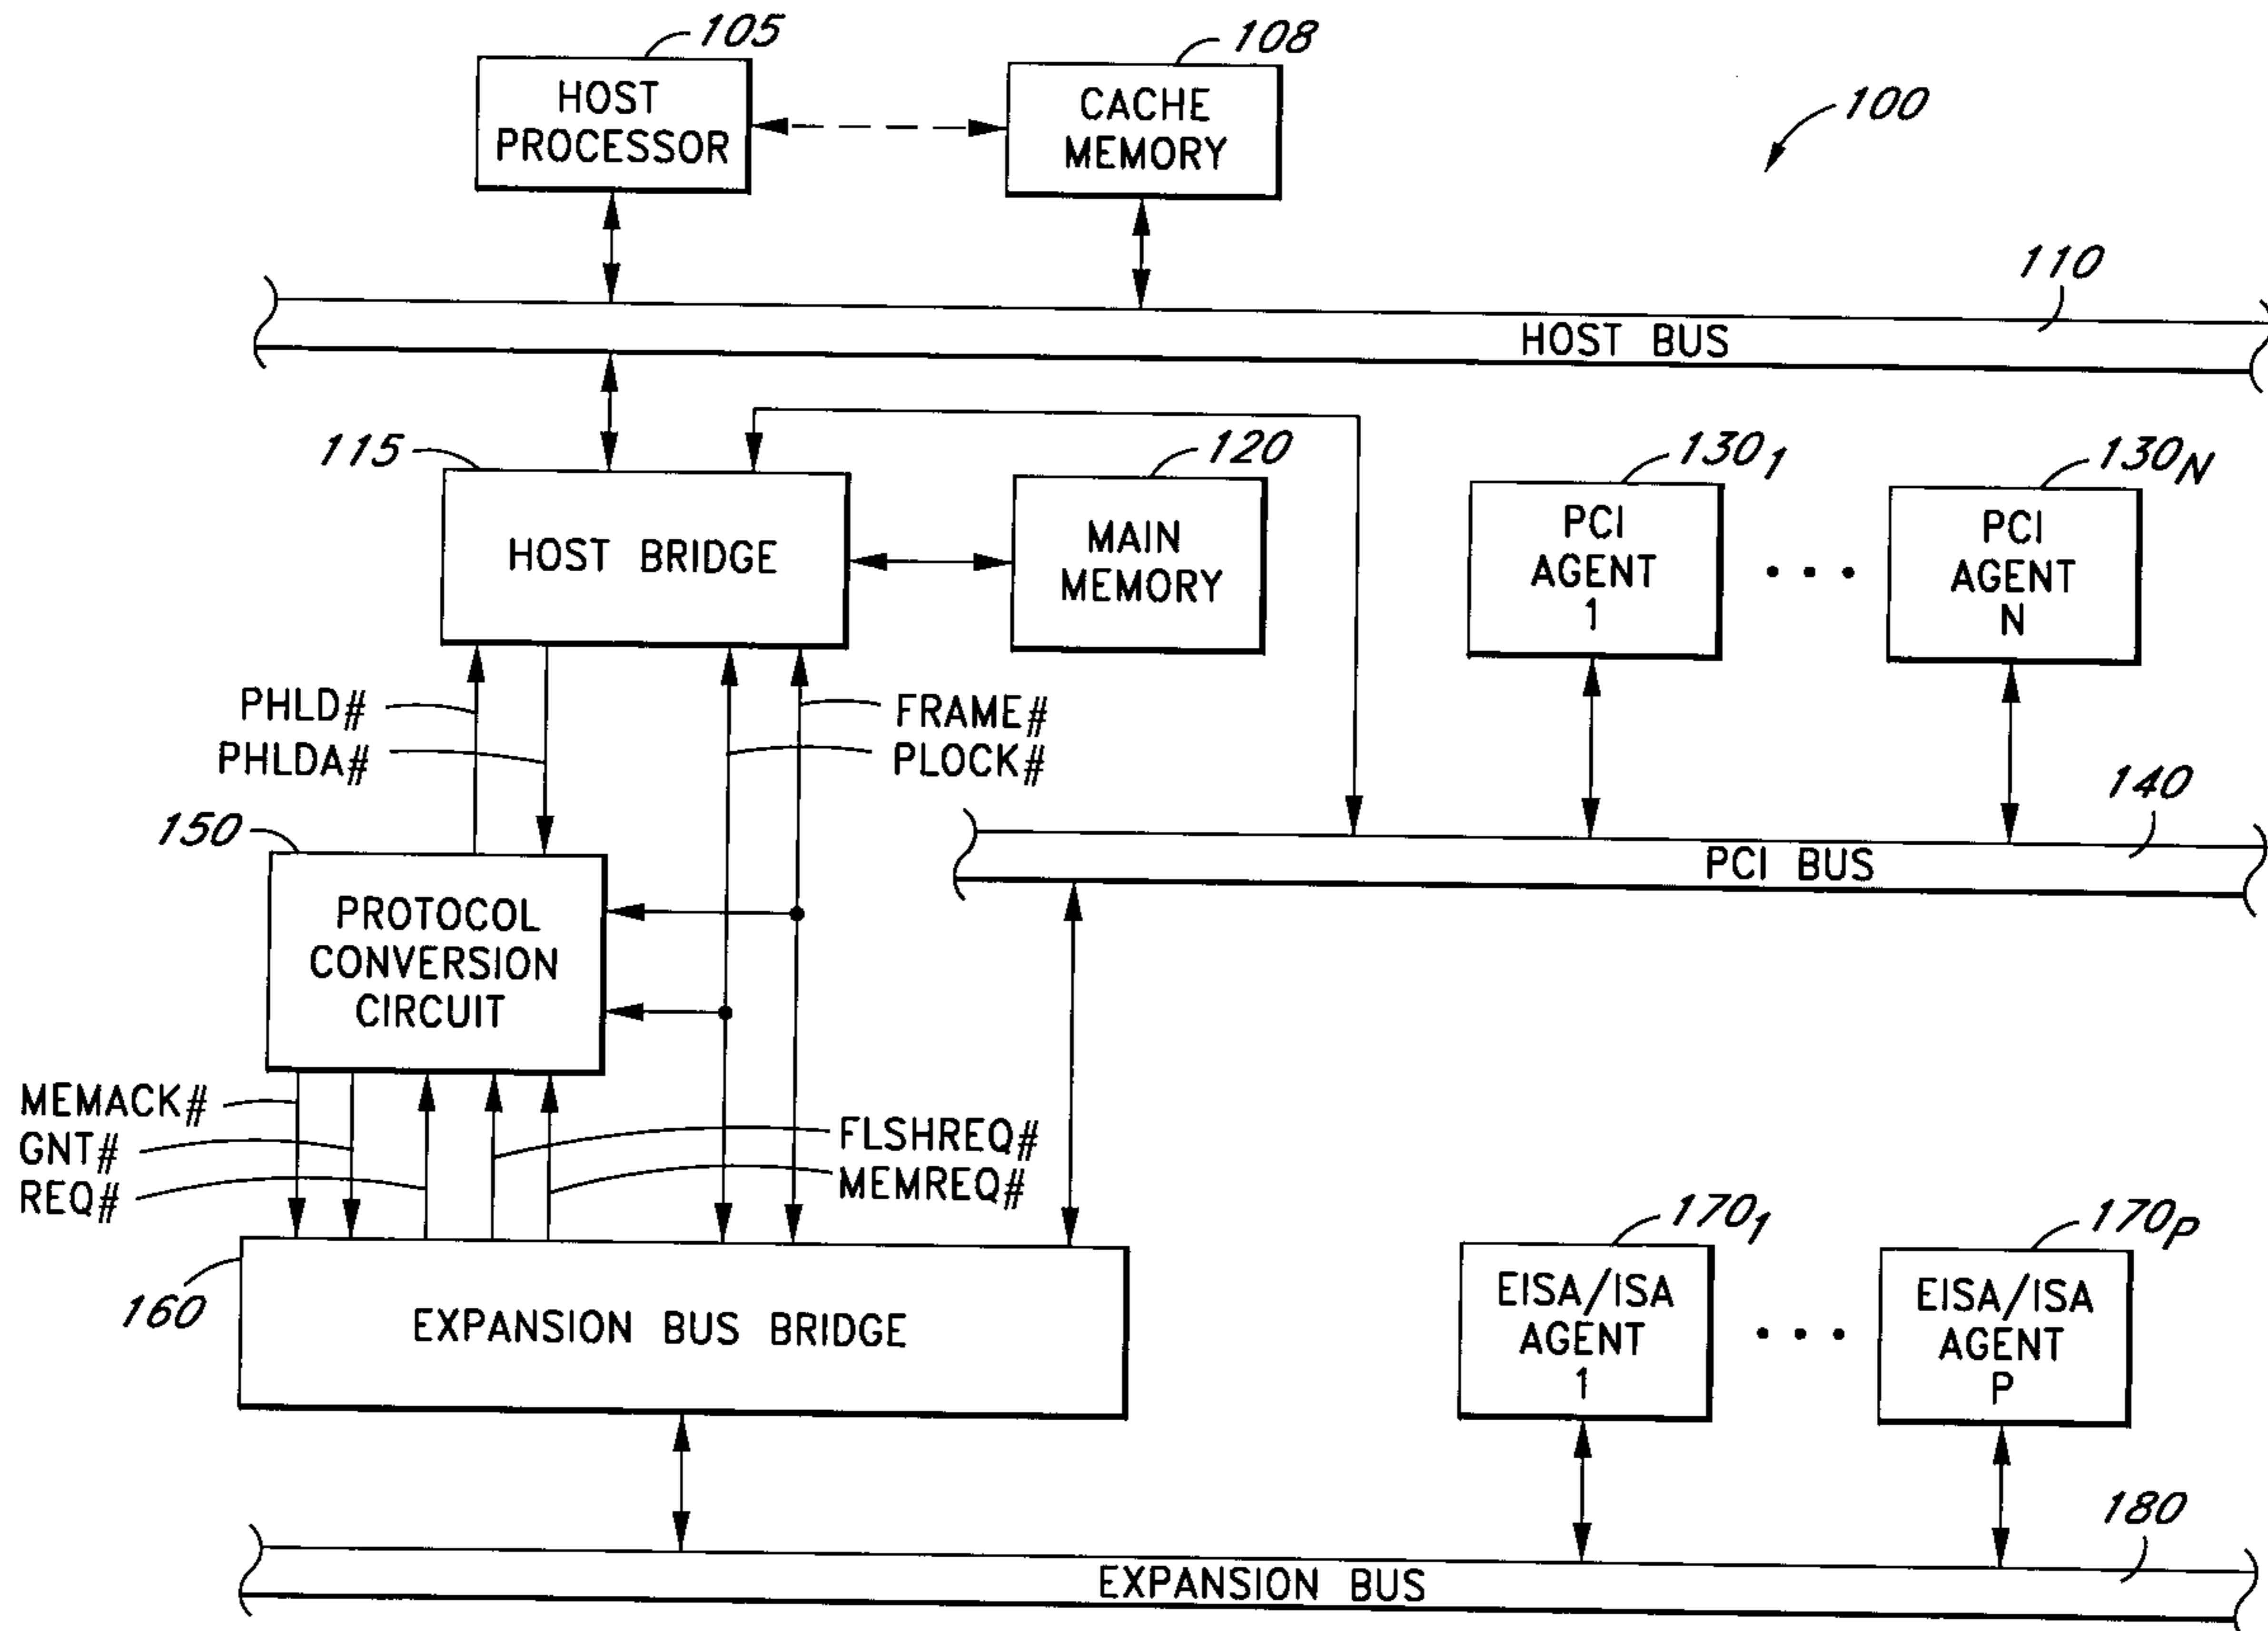 105
108
HOST
PROCESSOR
CACHE
MEMORY
100
110
HOST BUS
115
120
130₁
130N
HOST BRIDGE
MAIN
MEMORY
PCI
AGENT
1
PCI
AGENT
N
PHLD#
PHLDA#
FRAME#
PLOCK#
150
140
PCI BUS
PROTOCOL
CONVERSION
CIRCUIT
MEMACK#
GNT#
REQ#
FLSHREQ#
MEMREQ#
170₁
170P
160
EXPANSION BUS BRIDGE
EISA/ISA
AGENT
1
EISA/ISA
AGENT
P
180
EXPANSION BUS